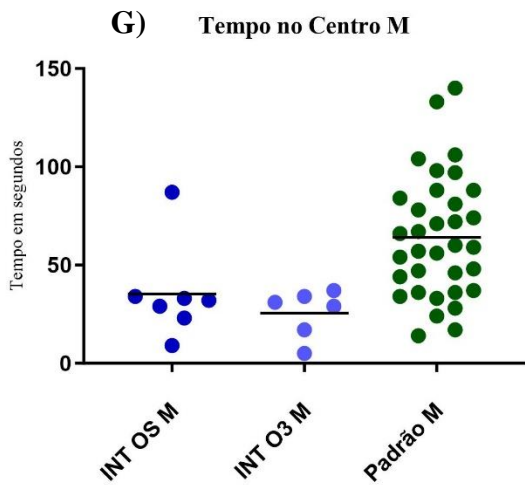 G) Tempo no Centro M
Tempo em segundos
150
100
50
0
INT OS M
INT O3 M
Padrão M